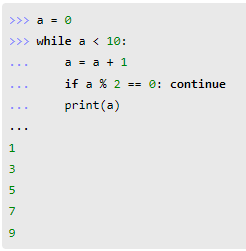 >>> a = 0
>>> while a < 10:
...     a = a + 1
...     if a % 2 == 0: continue
...     print(a)
...
1
3
5
7
9